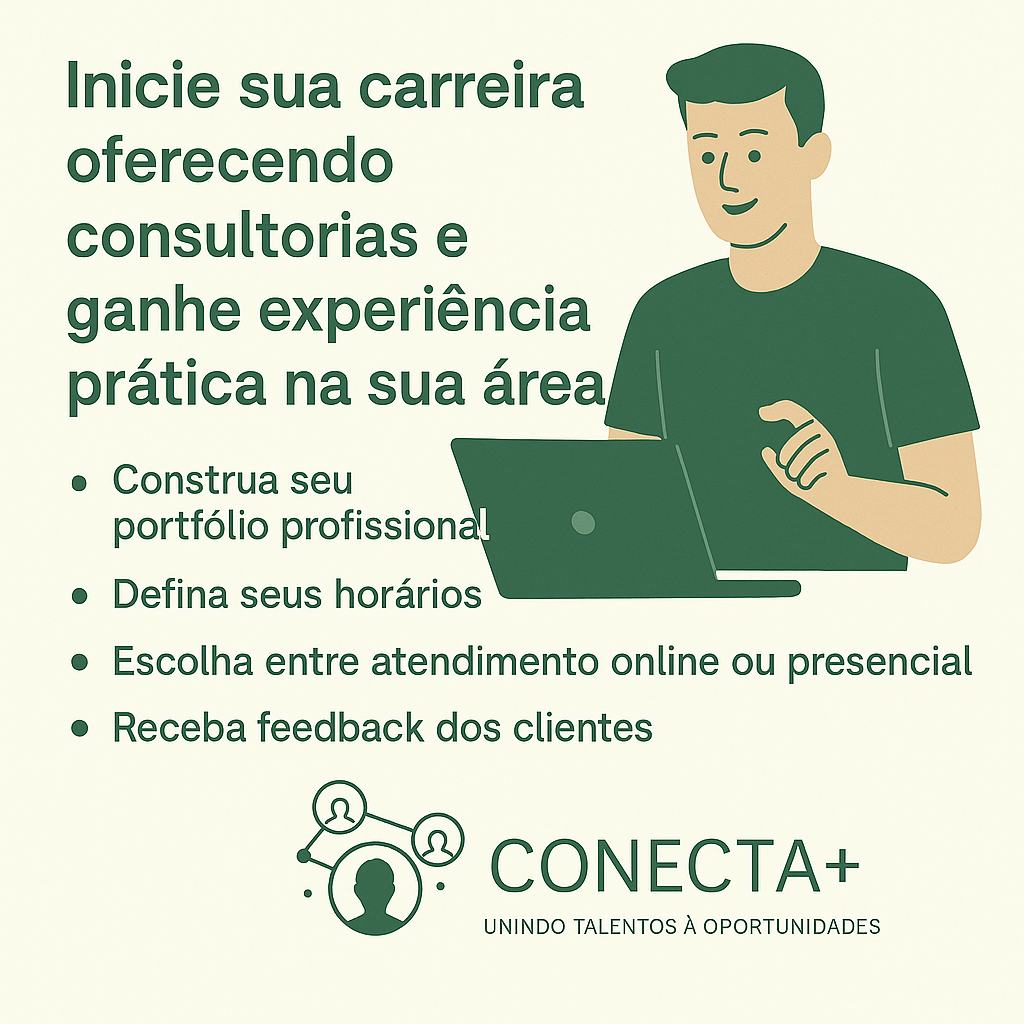 Inicie sua carreira
oferecendo
consultorias e
ganhe experiência
prática na sua área
• Construa seu
portfólio profissional
• Defina seus horários
• Escolha entre atendimento online ou presencial
• Receba feedback dos clientes
CONECTA+
UNINDO TALENTOS À OPORTUNIDADES